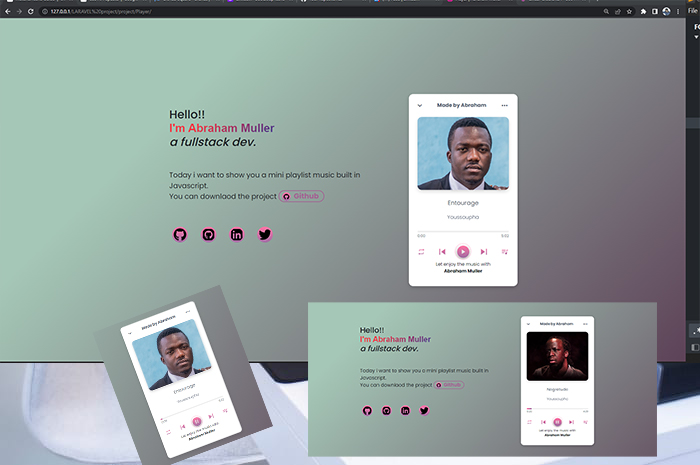 127.0.0.1/LARAVEL%20project/project/Player/
File
Hello!!
I'm Abraham Muller
a fullstack dev.
Today i want to show you a mini playlist music built in
Javascript.
You can downlaod the project Github
Made by Abraham
Entourage
Youssoupha
0:00 5:02
Let enjoy the music with
Abraham Muller
Made by Abraham
Entourage
Youssoupha
Let enjoy the music with
Abraham Muller
Hello!!
I'm Abraham Muller
a fullstack dev.
Today i want to show you a mini playlist music built in
Javascript.
You can downlaod the project Github
Made by Abraham
Negritude
Youssoupha
Let enjoy the music with
Abraham Muller